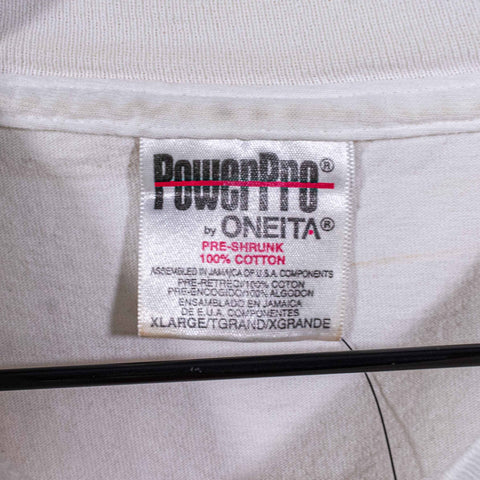 PowerPro®
by ONEITA®
PRE-SHRUNK
100% COTTON
ASSEMBLED IN JAMAICA OF U.S.A. COMPONENTS
PRE-RETRECI/100% COTON
PRE-ENCOGIDO/100% ALGODON
ENSAMBLADO EN JAMAICA
DE E.U.A. COMPONENTES
XLARGE/TGRAND/XGRANDE